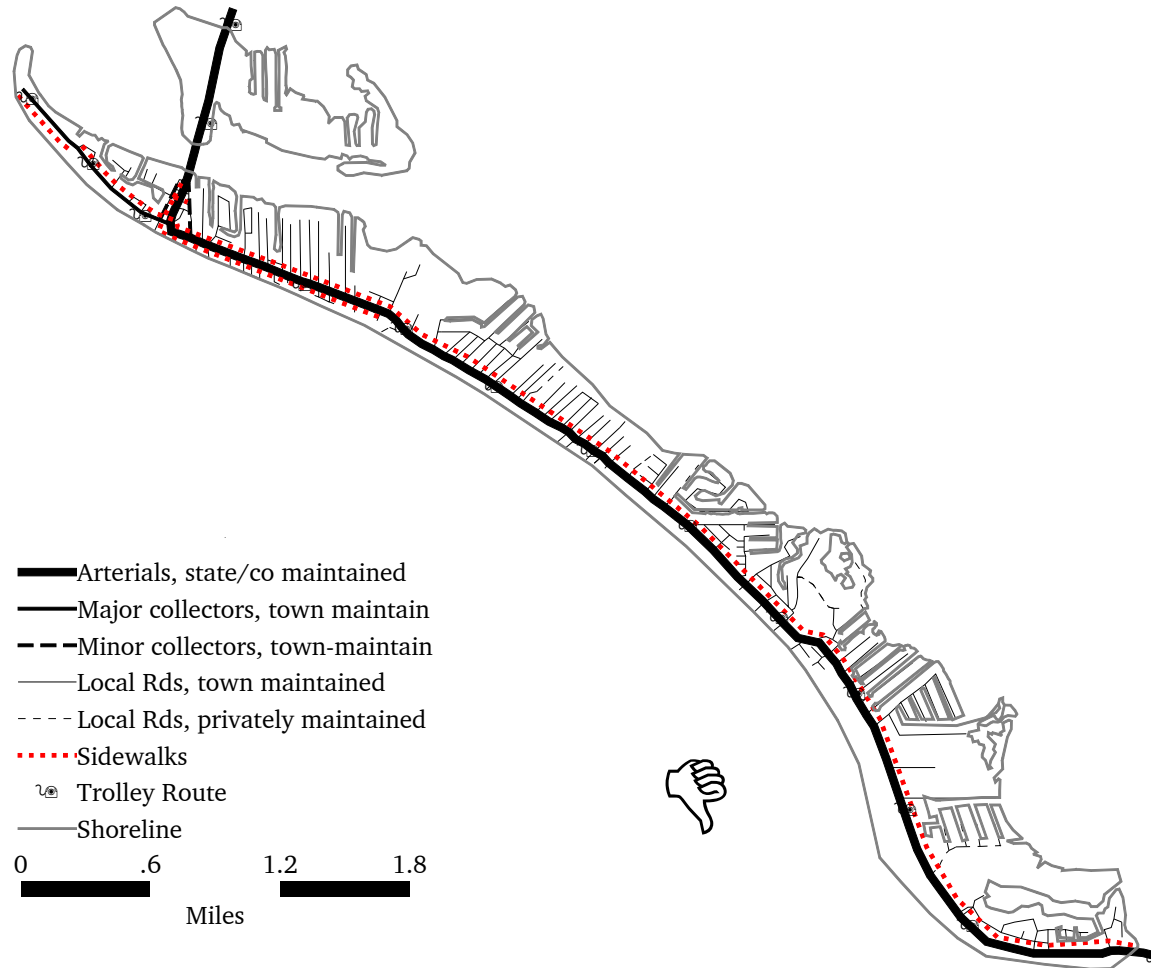 Arterials, state/co maintained
Major collectors, town maintain
Minor collectors, town-maintain
Local Rds, town maintained
Local Rds, privately maintained
Sidewalks
Trolley Route
Shoreline
0 .6 1.2 1.8
Miles